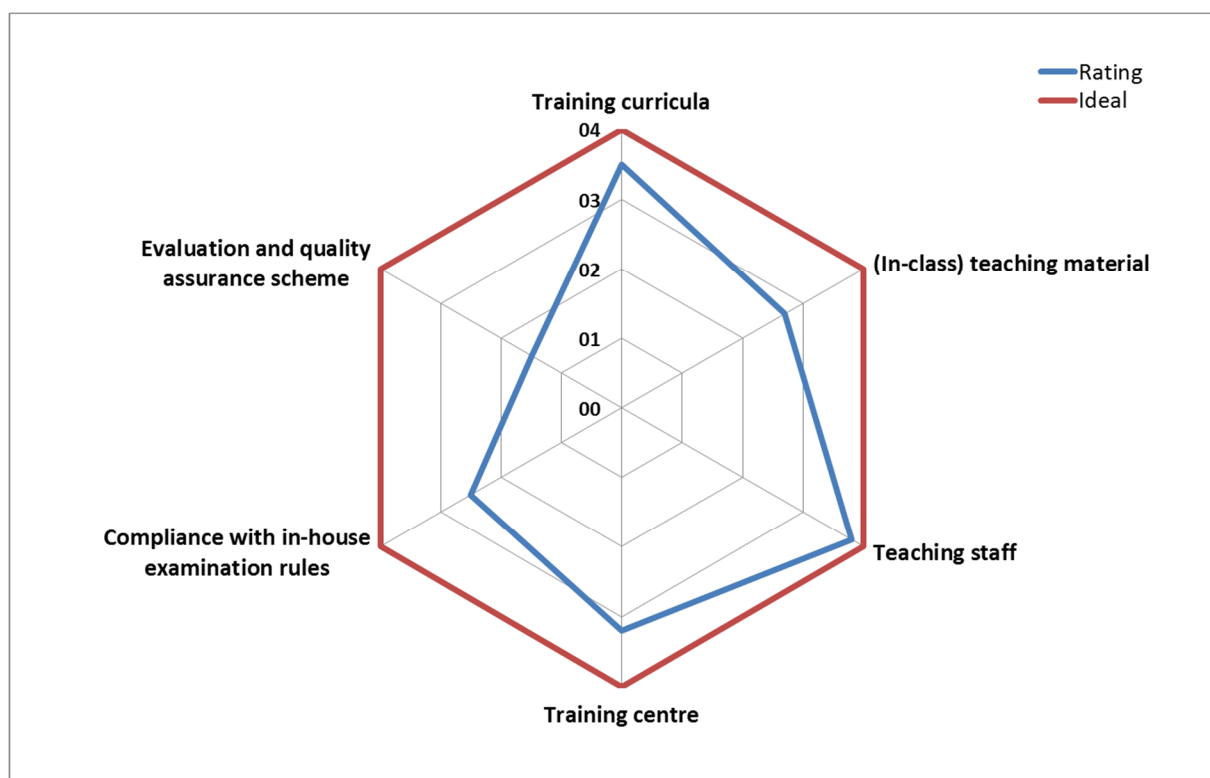 Rating
Ideal
Training curricula
04
03
02
01
00
Evaluation and quality
assurance scheme
(In-class) teaching material
Compliance with in-house
examination rules
Teaching staff
Training centre